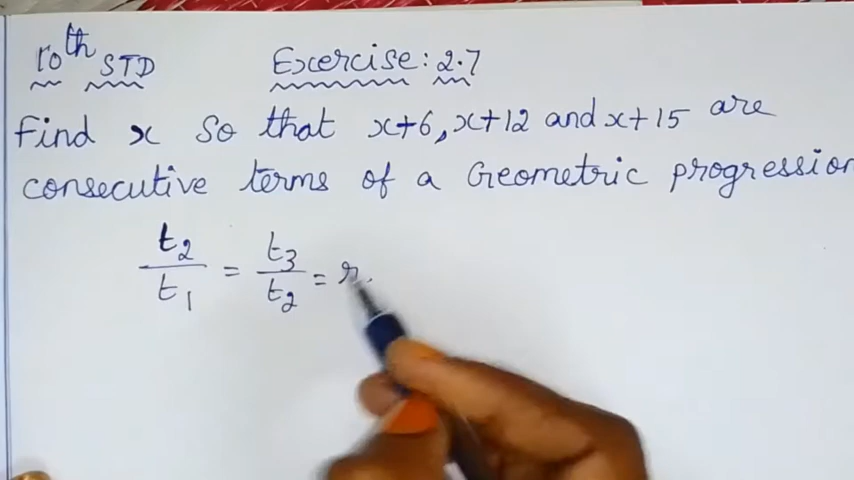 10th STD Exercise: 2.7
Find x so that x+6, x+12 and x+15 are
consecutive terms of a Geometric progression
t2/t1 = t3/t2 = r.